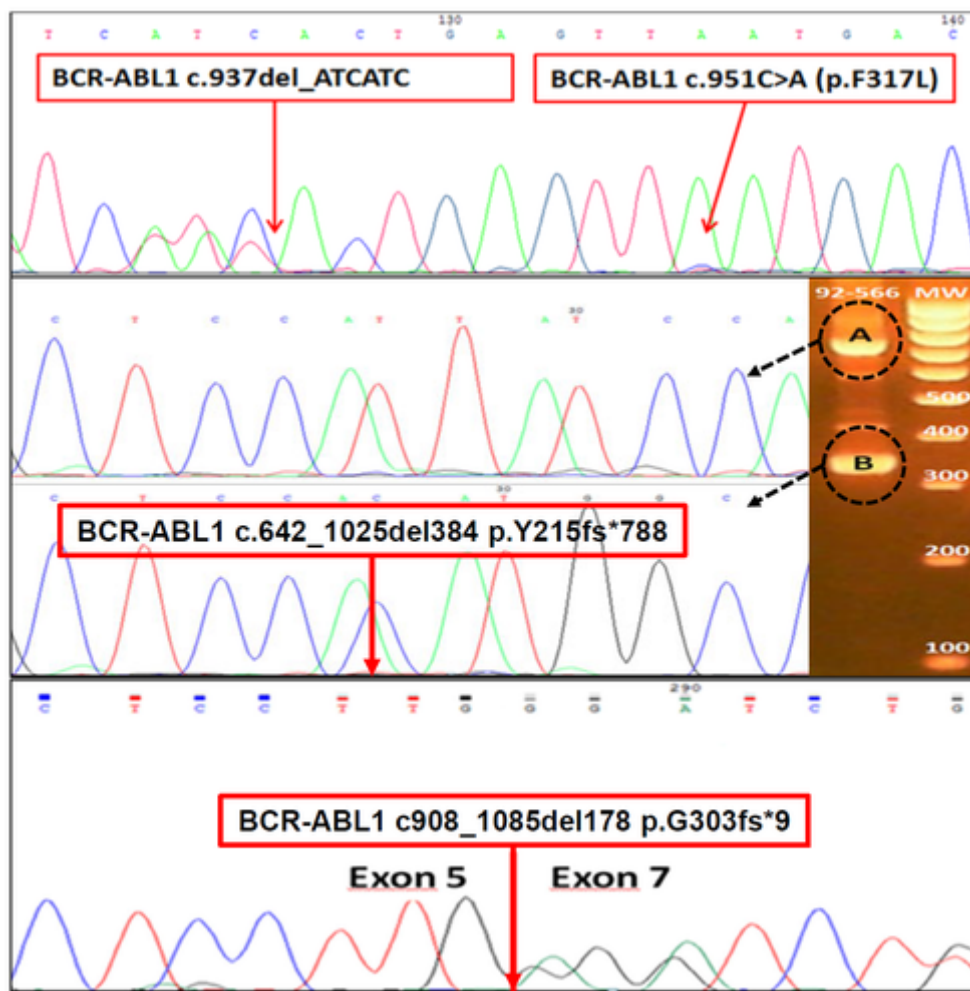 130 140
T C A T C A C T G A G T T A A T G A C
BCR-ABL1 c.937del_ATCATC
BCR-ABL1 c.951C>A (p.F317L)
92-566 MW
30
C T C C A T T A T C C A
A
500
400
B
300
30
C T C C A C A T G G C
BCR-ABL1 c.642_1025del384 p.Y215fs*788
200
100
290
C T C C T T G G G A T C T G
BCR-ABL1 c908_1085del178 p.G303fs*9
Exon 5 Exon 7